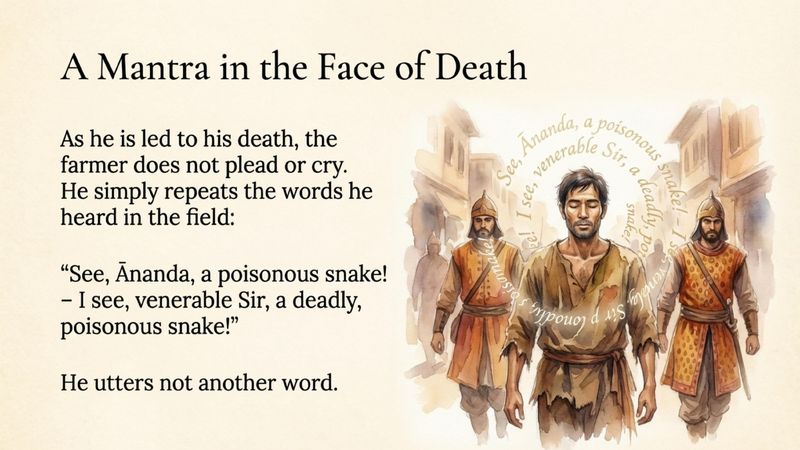 A Mantra in the Face of Death
As he is led to his death, the
farmer does not plead or cry.
He simply repeats the words he
heard in the field:
“See, Ānanda, a poisonous snake!
– I see, venerable Sir, a deadly,
poisonous snake!”
He utters not another word.
See, Ānanda, a poisonous snake!
I see, venerable Sir, a deadly,
snake!